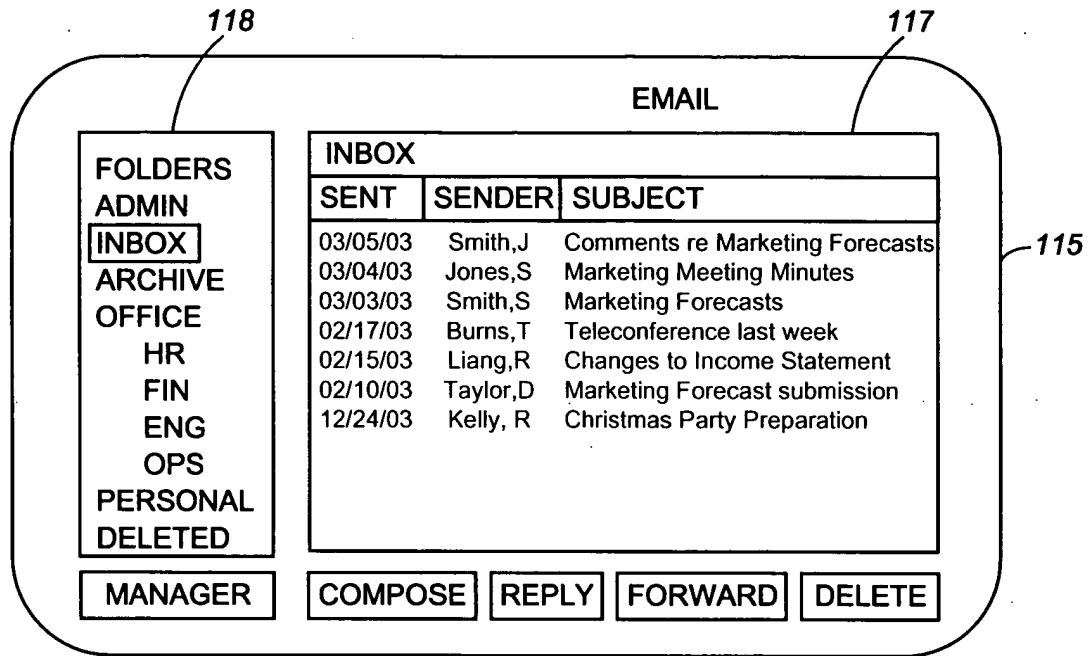 118
117
EMAIL
FOLDERS
ADMIN
INBOX
ARCHIVE
OFFICE
HR
FIN
ENG
OPS
PERSONAL
DELETED
MANAGER
INBOX
SENT SENDER SUBJECT
03/05/03 Smith,J Comments re Marketing Forecasts
03/04/03 Jones,S Marketing Meeting Minutes
03/03/03 Smith,S Marketing Forecasts
02/17/03 Burns,T Teleconference last week
02/15/03 Liang,R Changes to Income Statement
02/10/03 Taylor,D Marketing Forecast submission
12/24/03 Kelly, R Christmas Party Preparation
COMPOSE REPLY FORWARD DELETE
115